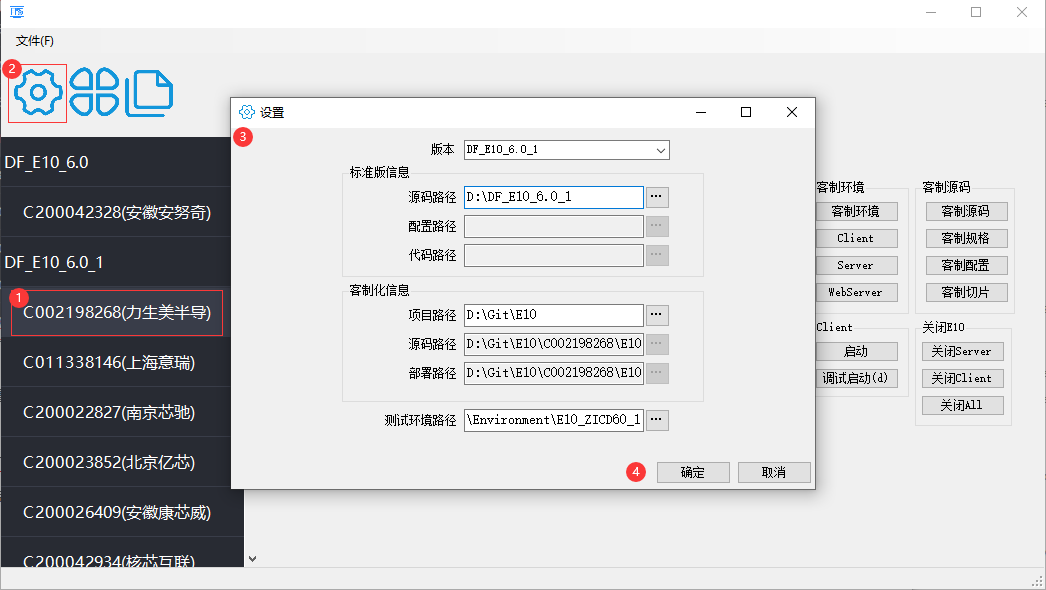 文件(F)
2
设置
3
版本 DF_E10_6.0_1
标准版信息
源码路径 D:\DF_E10_6.0_1 ...
配置路径 ...
代码路径 ...
客制化信息
项目路径 D:\Git\E10 ...
源码路径 D:\Git\E10\C002198268\E10 ...
部署路径 D:\Git\E10\C002198268\E10 ...
测试环境路径 \Environment\E10_ZICD60_1 ...
4 确定 取消
DF_E10_6.0
C200042328(安徽安努奇)
DF_E10_6.0_1
1
C002198268(力生美半导)
C011338146(上海意瑞)
C200022827(南京芯驰)
C200023852(北京亿芯)
C200026409(安徽康芯威)
C200042934(核芯互联)
客制环境
客制环境
Client
Server
WebServer
客制源码
客制源码
客制规格
客制配置
客制切片
Client
启动
调试启动(d)
关闭E10
关闭Server
关闭Client
关闭All